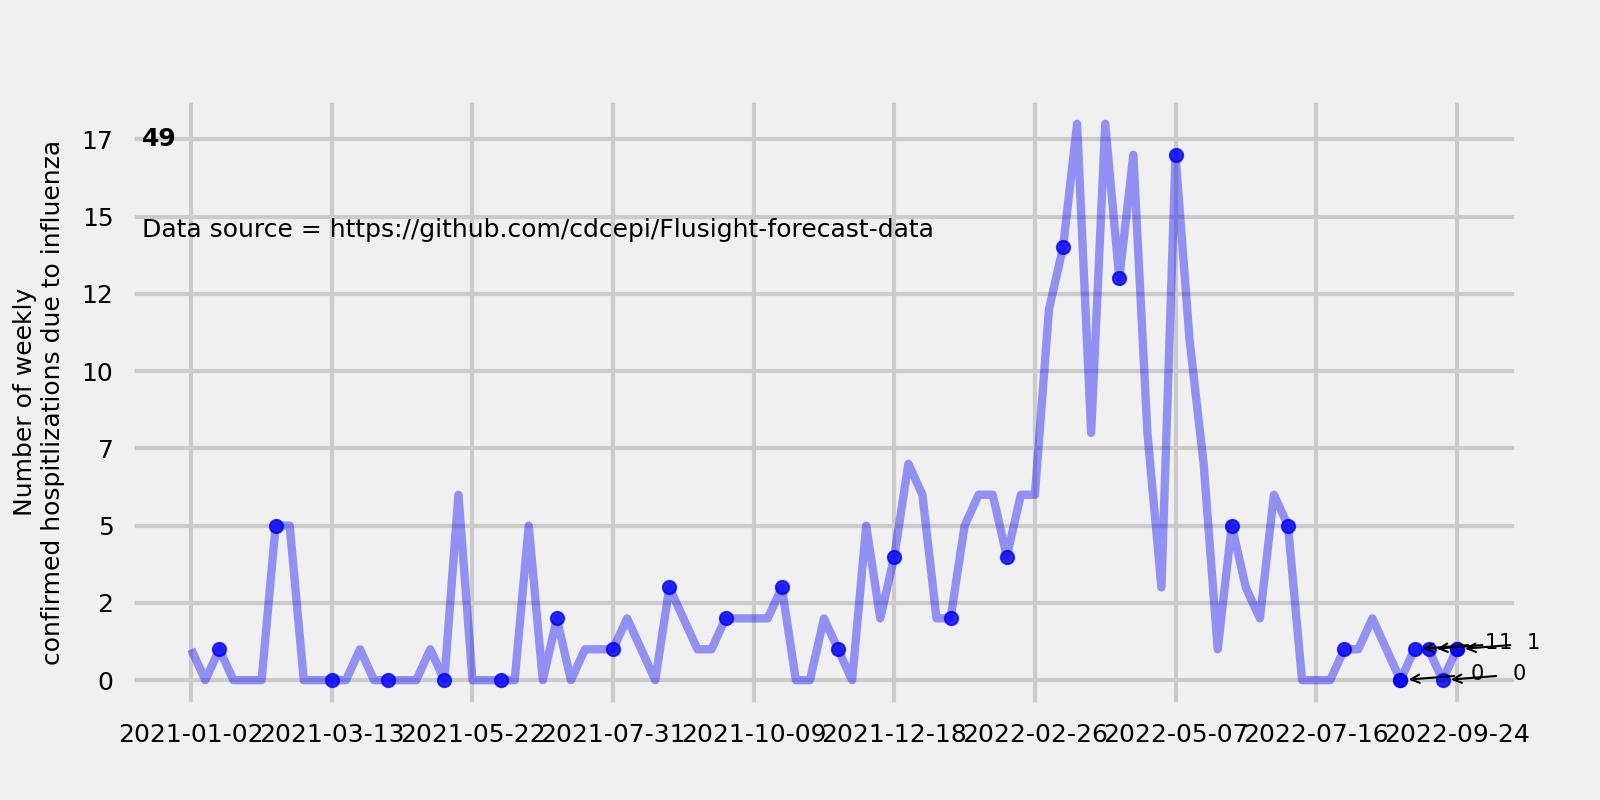 Number of weekly
confirmed hospitlizations due to influenza
17
15
12
10
7
5
2
0
49
Data source = https://github.com/cdcepi/Flusight-forecast-data
11 1
0 0
2021-01-02 2021-03-13 2021-05-22 2021-07-31 2021-10-09 2021-12-18 2022-02-26 2022-05-07 2022-07-16 2022-09-24